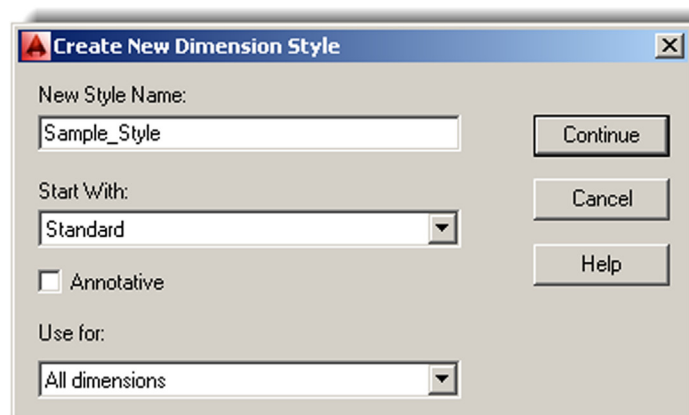 Create New Dimension Style
New Style Name:
Sample_Style
Continue
Start With:
Standard
Cancel
Annotative
Help
Use for:
All dimensions